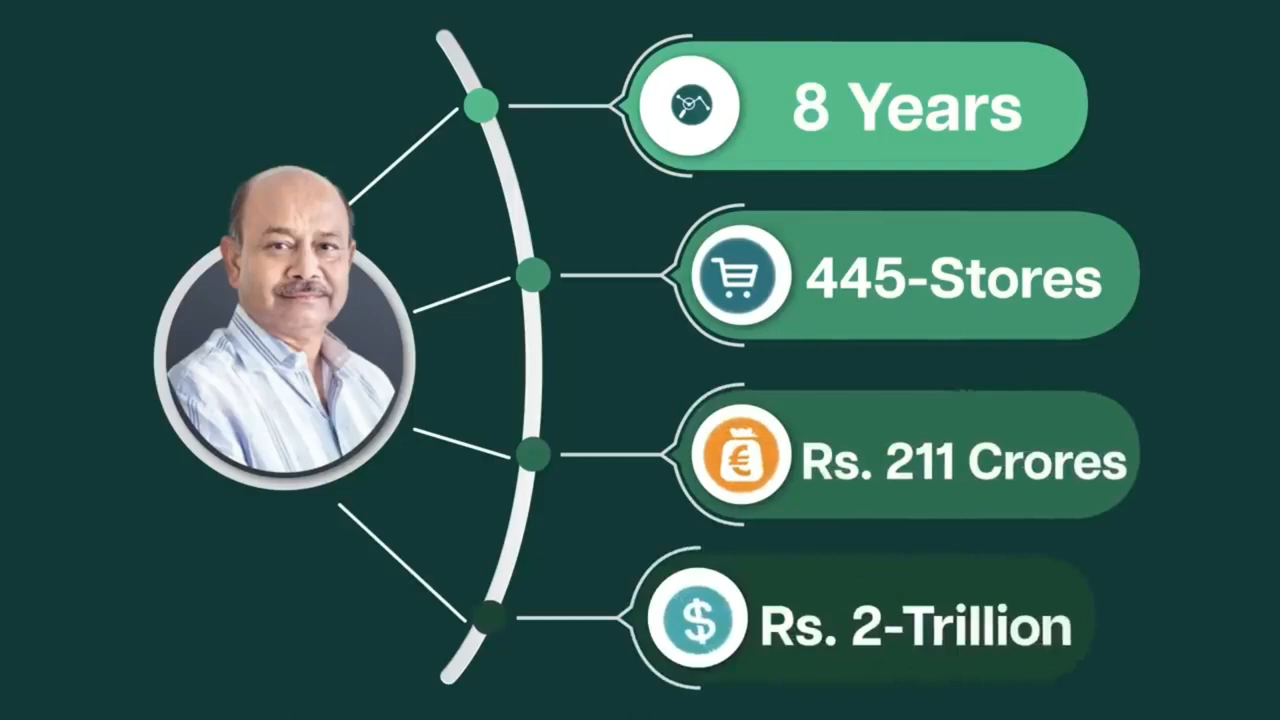 8 Years
445-Stores
Rs. 211 Crores
Rs. 2-Trillion